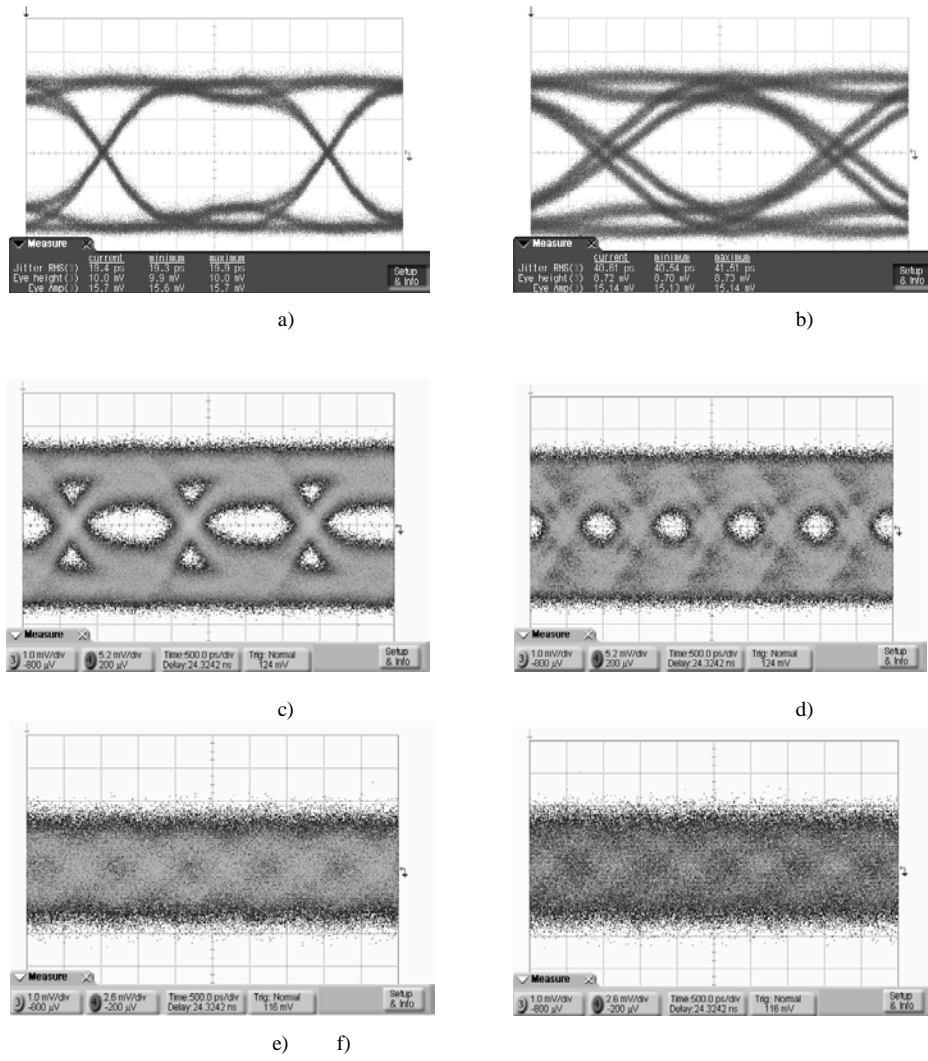 Measure
current minimum maximum
Jitter RMS(3) 19.4 ps 19.3 ps 19.9 ps
Eye height(3) 10.0 mV 9.9 mV 10.0 mV
Eye Amp(3) 15.7 mV 15.6 mV 15.7 mV
Setup & Info
Measure
current minimum maximum
Jitter RMS(3) 40.61 ps 40.54 ps 41.51 ps
Eye height(3) 8.72 mV 8.70 mV 8.73 mV
Eye Amp(3) 15.14 mV 15.13 mV 15.14 mV
Setup & Info
a) b)
Measure
3 1.0 mV/div 4 5.2 mV/div Time:500.0 ps/div Trig: Normal Setup
-800 µV 200 µV Delay:24.3242 ns 124 mV & Info
Measure
3 1.0 mV/div 4 5.2 mV/div Time:500.0 ps/div Trig: Normal Setup
-800 µV 200 µV Delay:24.3242 ns 124 mV & Info
c) d)
Measure
3 1.0 mV/div 4 2.6 mV/div Time:500.0 ps/div Trig: Normal Setup
-800 µV -200 µV Delay:24.3242 ns 116 mV & Info
Measure
3 1.0 mV/div 4 2.6 mV/div Time:500.0 ps/div Trig: Normal Setup
-800 µV -200 µV Delay:24.3242 ns 116 mV & Info
e) f)